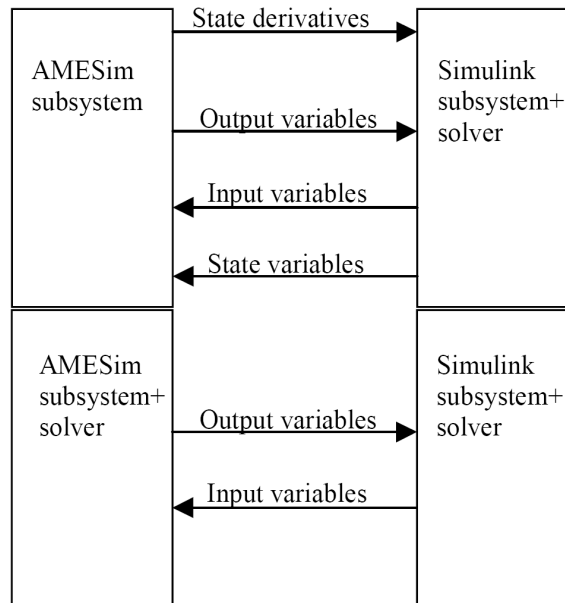 State derivatives
AMESim
subsystem
Simulink
subsystem+
solver
Output variables
Input variables
State variables
AMESim
subsystem+
solver
Simulink
subsystem+
solver
Output variables
Input variables